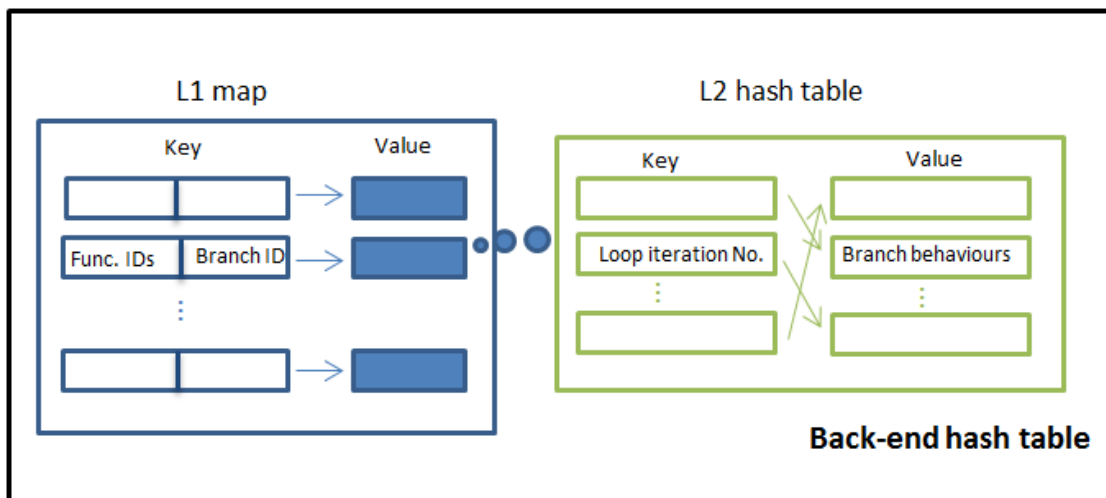 L1 map
L2 hash table
Key
Value
Key
Value
Func. IDs
Branch ID
Loop iteration No.
Branch behaviours
Back-end hash table